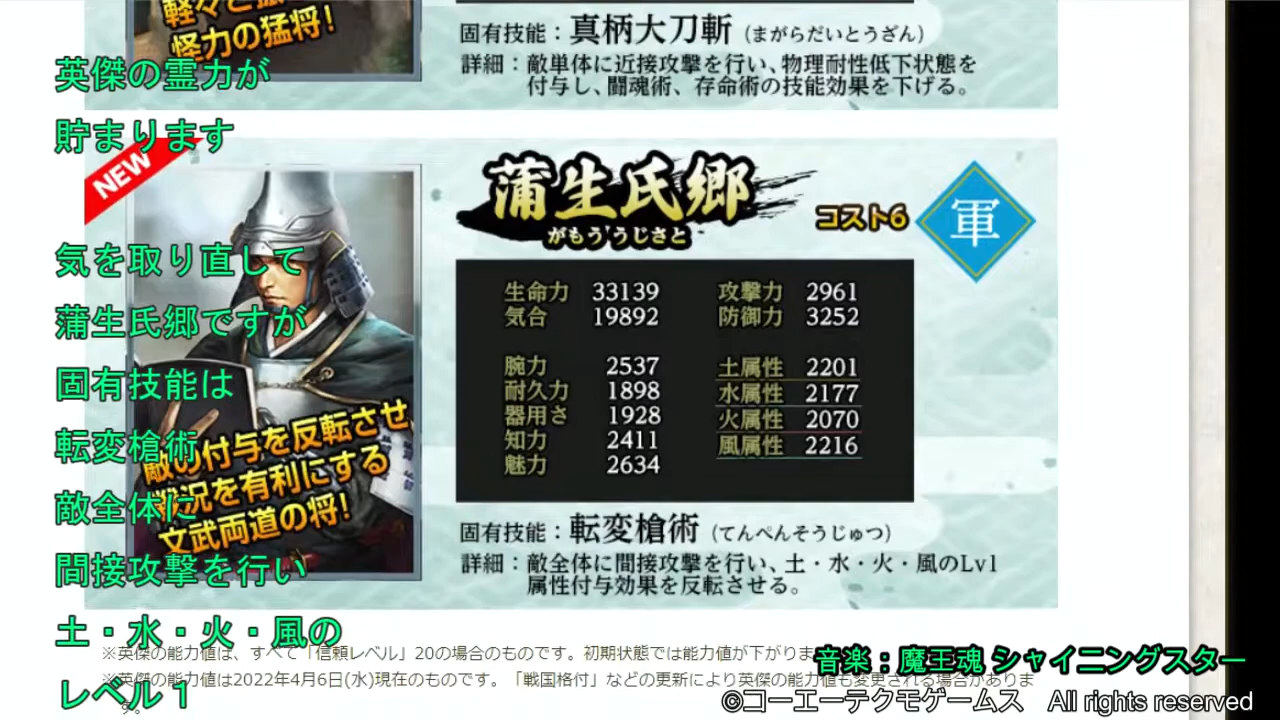 怪力の猛将!
固有技能：真柄大刀斬（まがらだいとうざん）
詳細：敵単体に近接攻撃を行い、物理耐性低下状態を
付与し、闘魂術、存命術の技能効果を下げる。
英傑の霊力が
貯まります
NEW
蒲生氏郷
がもううじさと
コスト6
軍
生命力 33139 攻撃力 2961
気合 19892 防御力 3252
腕力 2537 土属性 2201
耐久力 1898 水属性 2177
器用さ 1928 火属性 2070
知力 2411 風属性 2216
魅力 2634
気を取り直して
蒲生氏郷ですが
固有技能は
転変槍術
敵全体に
間接攻撃を行い
土・水・火・風の
レベル１
敵の付与を反転させ
戦況を有利にする
文武両道の将!
固有技能：転変槍術（てんぺんそうじゅつ）
詳細：敵全体に間接攻撃を行い、土・水・火・風のLv1
属性付与効果を反転させる。
※英傑の能力値は、すべて「信頼レベル」20の場合のものです。初期状態では能力値が下がりま
※英傑の能力値は2022年4月6日(水)現在のものです。「戦国格付」などの更新により英傑の能力値も変更される場合がありま
す。
音楽：魔王魂 シャイニングスター
©コーエーテクモゲームス All rights reserved